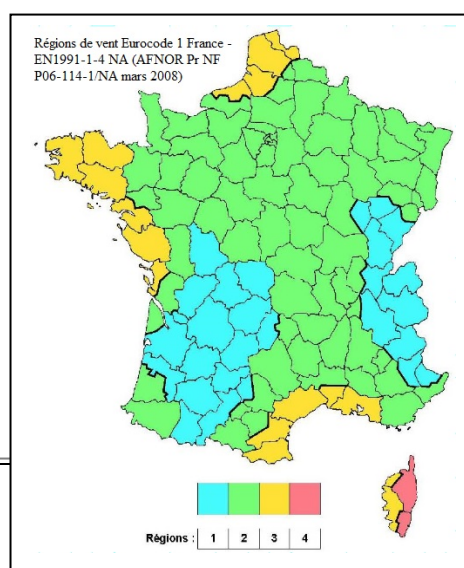 Régions de vent Eurocode 1 France -
EN1991-1-4 NA (AFNOR Pr NF
P06-114-1/NA mars 2008)
Régions : 1 2 3 4